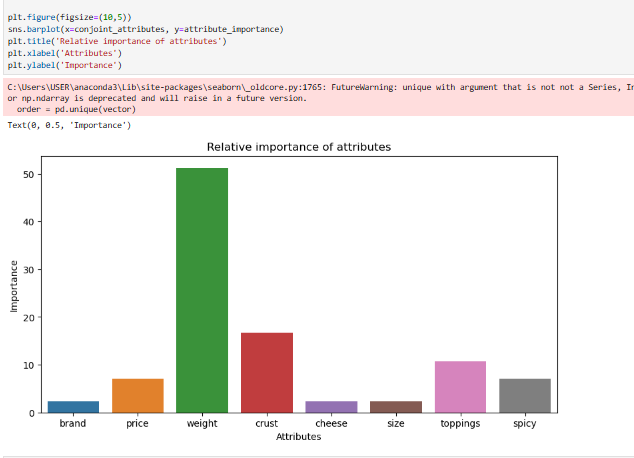 plt.figure(figsize=(10,5))
sns.barplot(x=conjoint_attributes, y=attribute_importance)
plt.title('Relative importance of attributes')
plt.xlabel('Attributes')
plt.ylabel('Importance')
C:\Users\USER\anaconda3\Lib\site-packages\seaborn\_oldcore.py:1765: FutureWarning: unique with argument that is not not a Series,
or np.ndarray is deprecated and will raise in a future version.
order = pd.unique(vector)
Text(0, 0.5, 'Importance')
Relative importance of attributes
50
40
30
20
10
0
Importance
brand price weight crust cheese size toppings spicy
Attributes